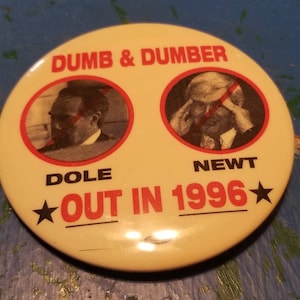 DUMB & DUMBER
DOLE NEWT
★ OUT IN 1996 ★